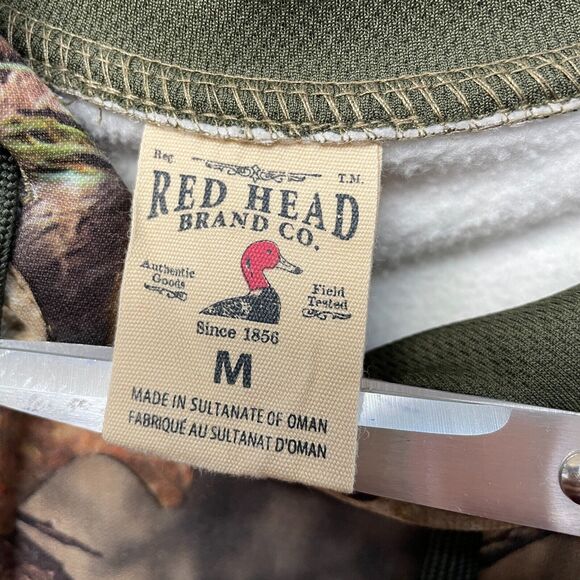 Reg. T.M.
RED HEAD
BRAND CO.
Authentic Goods
Field Tested
Since 1856
M
MADE IN SULTANATE OF OMAN
FABRIQUE AU SULTANAT D'OMAN